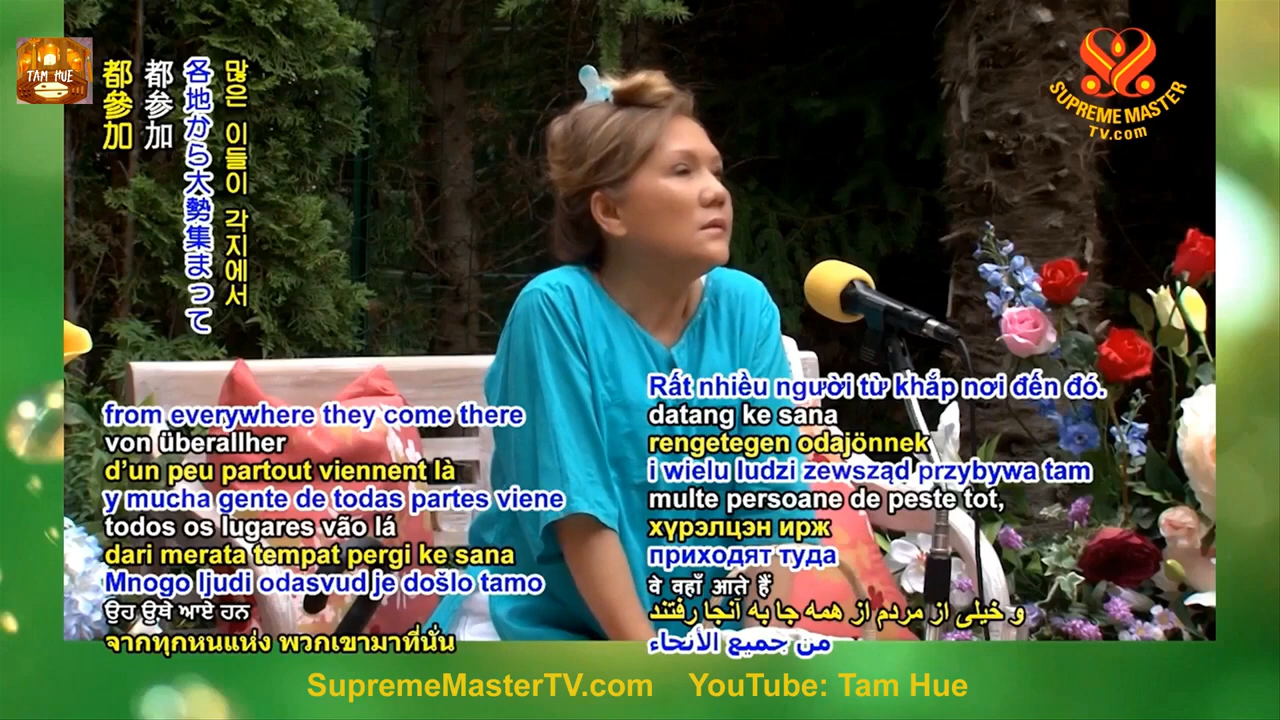 TAM HUE
SUPREME MASTER
TV.com
많은 이들이 각지에서
各地から大勢集まって
都参加
都參加
from everywhere they come there
von überallher
d’un peu partout viennent là
y mucha gente de todas partes viene
todos os lugares vão lá
dari merata tempat pergi ke sana
Mnogo ljudi odasvud je došlo tamo
ਉਹ ਉਥੇ ਆਏ ਹਨ
จากทุกหนแห่ง พวกเขามาที่นั่น
Rất nhiều người từ khắp nơi đến đó.
datang ke sana
rengetegen odajönnek
i wielu ludzi zewsząd przybywa tam
multe persoane de peste tot,
хүрэлцэн ирж
приходят туда
वे वहाँ आते हैं
و خیلی از مردم از همه جا به آنجا رفتند
من جميع الأنحاء
SupremeMasterTV.com YouTube: Tam Hue